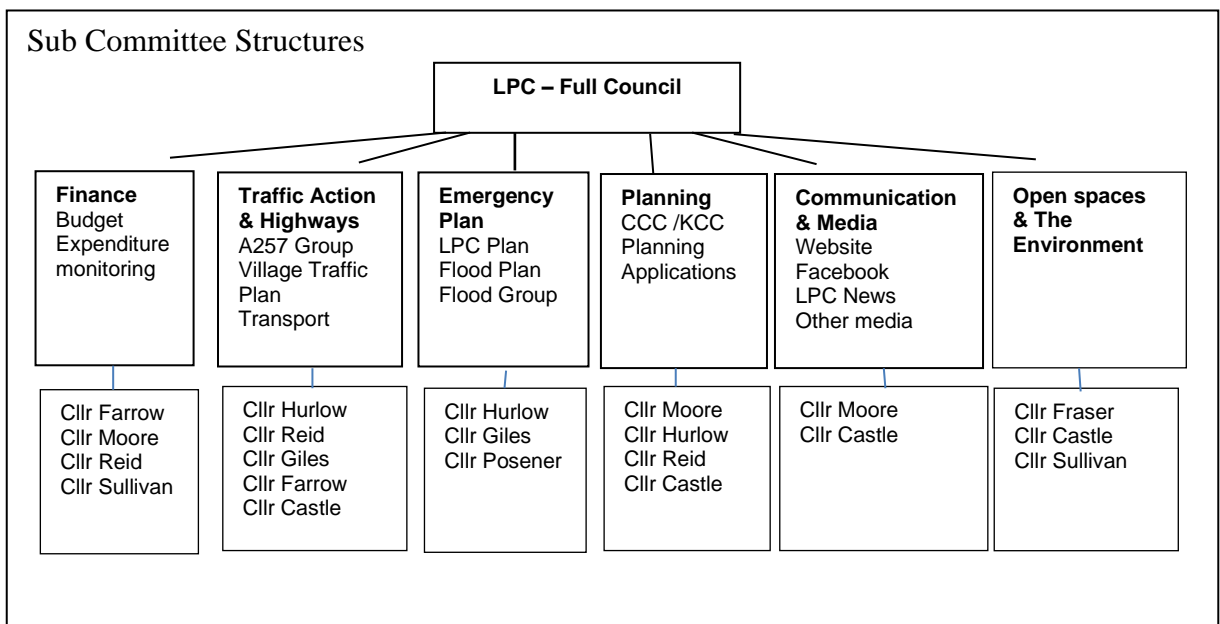 Sub Committee Structures
LPC – Full Council
Finance
Budget
Expenditure
monitoring
Traffic Action
& Highways
A257 Group
Village Traffic
Plan
Transport
Emergency
Plan
LPC Plan
Flood Plan
Flood Group
Planning
CCC /KCC
Planning
Applications
Communication
& Media
Website
Facebook
LPC News
Other media
Open spaces
& The
Environment
Cllr Farrow
Cllr Moore
Cllr Reid
Cllr Sullivan
Cllr Hurlow
Cllr Reid
Cllr Giles
Cllr Farrow
Cllr Castle
Cllr Hurlow
Cllr Giles
Cllr Posener
Cllr Moore
Cllr Hurlow
Cllr Reid
Cllr Castle
Cllr Moore
Cllr Castle
Cllr Fraser
Cllr Castle
Cllr Sullivan